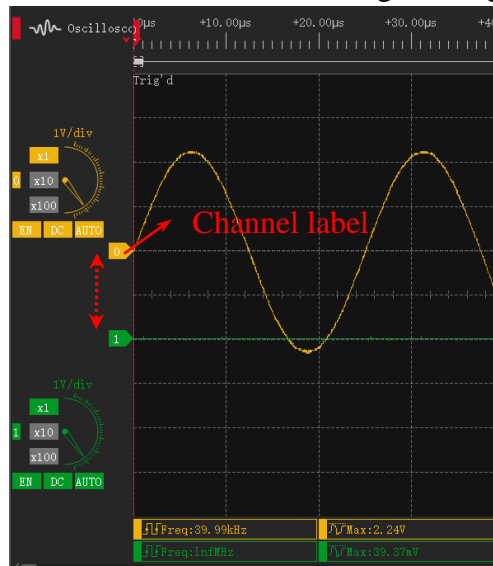 Oscillosco 0μs +10.00μs +20.00μs +30.00μs +4
Trig'd
1V/div
x1
0 x10
x100
EN DC AUTO
Channel label
0
1
1V/div
x1
1 x10
x100
EN DC AUTO
Freq:39.99kHz Max:2.24V
Freq:infMHz Max:39.37mV